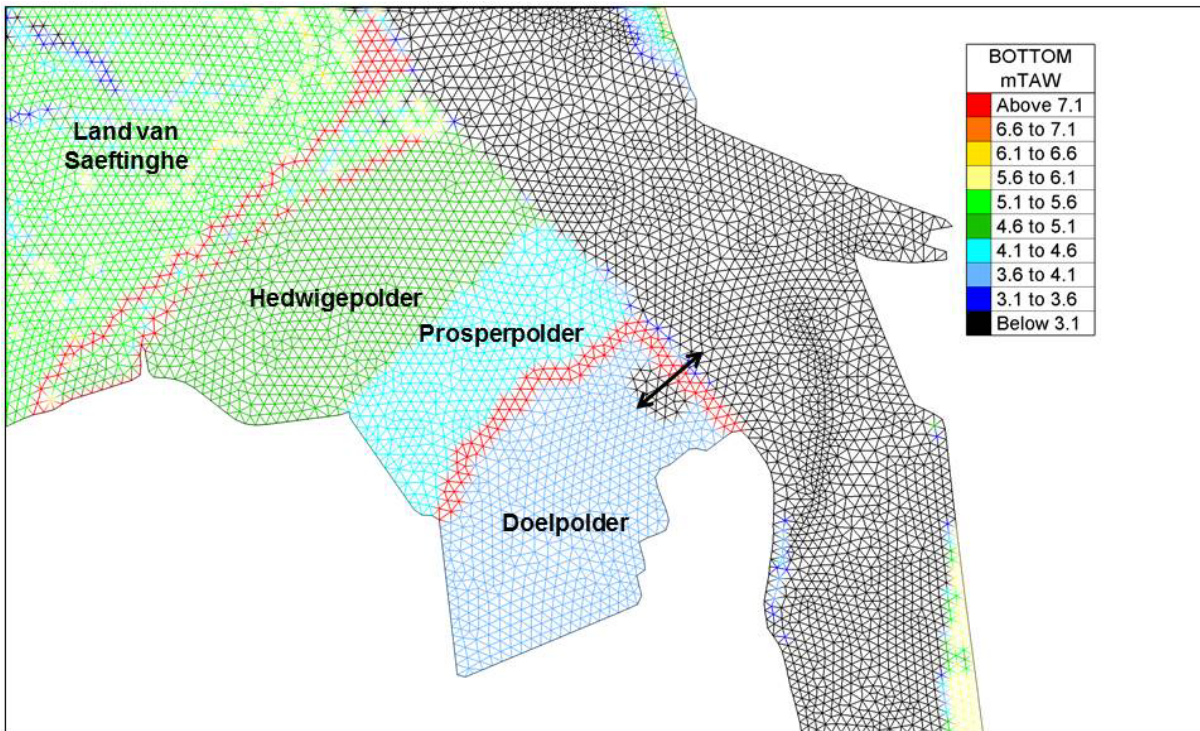 BOTTOM
mTAW
Above 7.1
6.6 to 7.1
6.1 to 6.6
5.6 to 6.1
5.1 to 5.6
4.6 to 5.1
4.1 to 4.6
3.6 to 4.1
3.1 to 3.6
Below 3.1
Land van
Saeftinghe
Hedwigepolder
Prosperpolder
Doelpolder